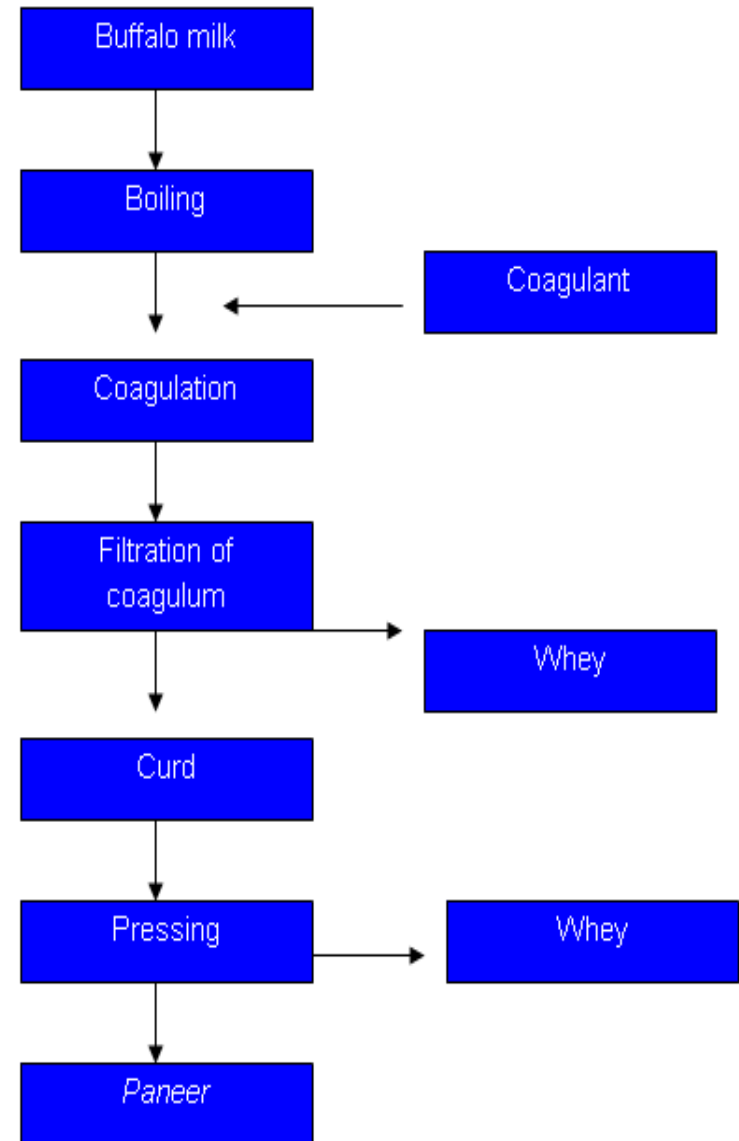 Buffalo milk
Boiling
Coagulant
Coagulation
Filtration of
coagulum
Whey
Curd
Pressing
Whey
Paneer